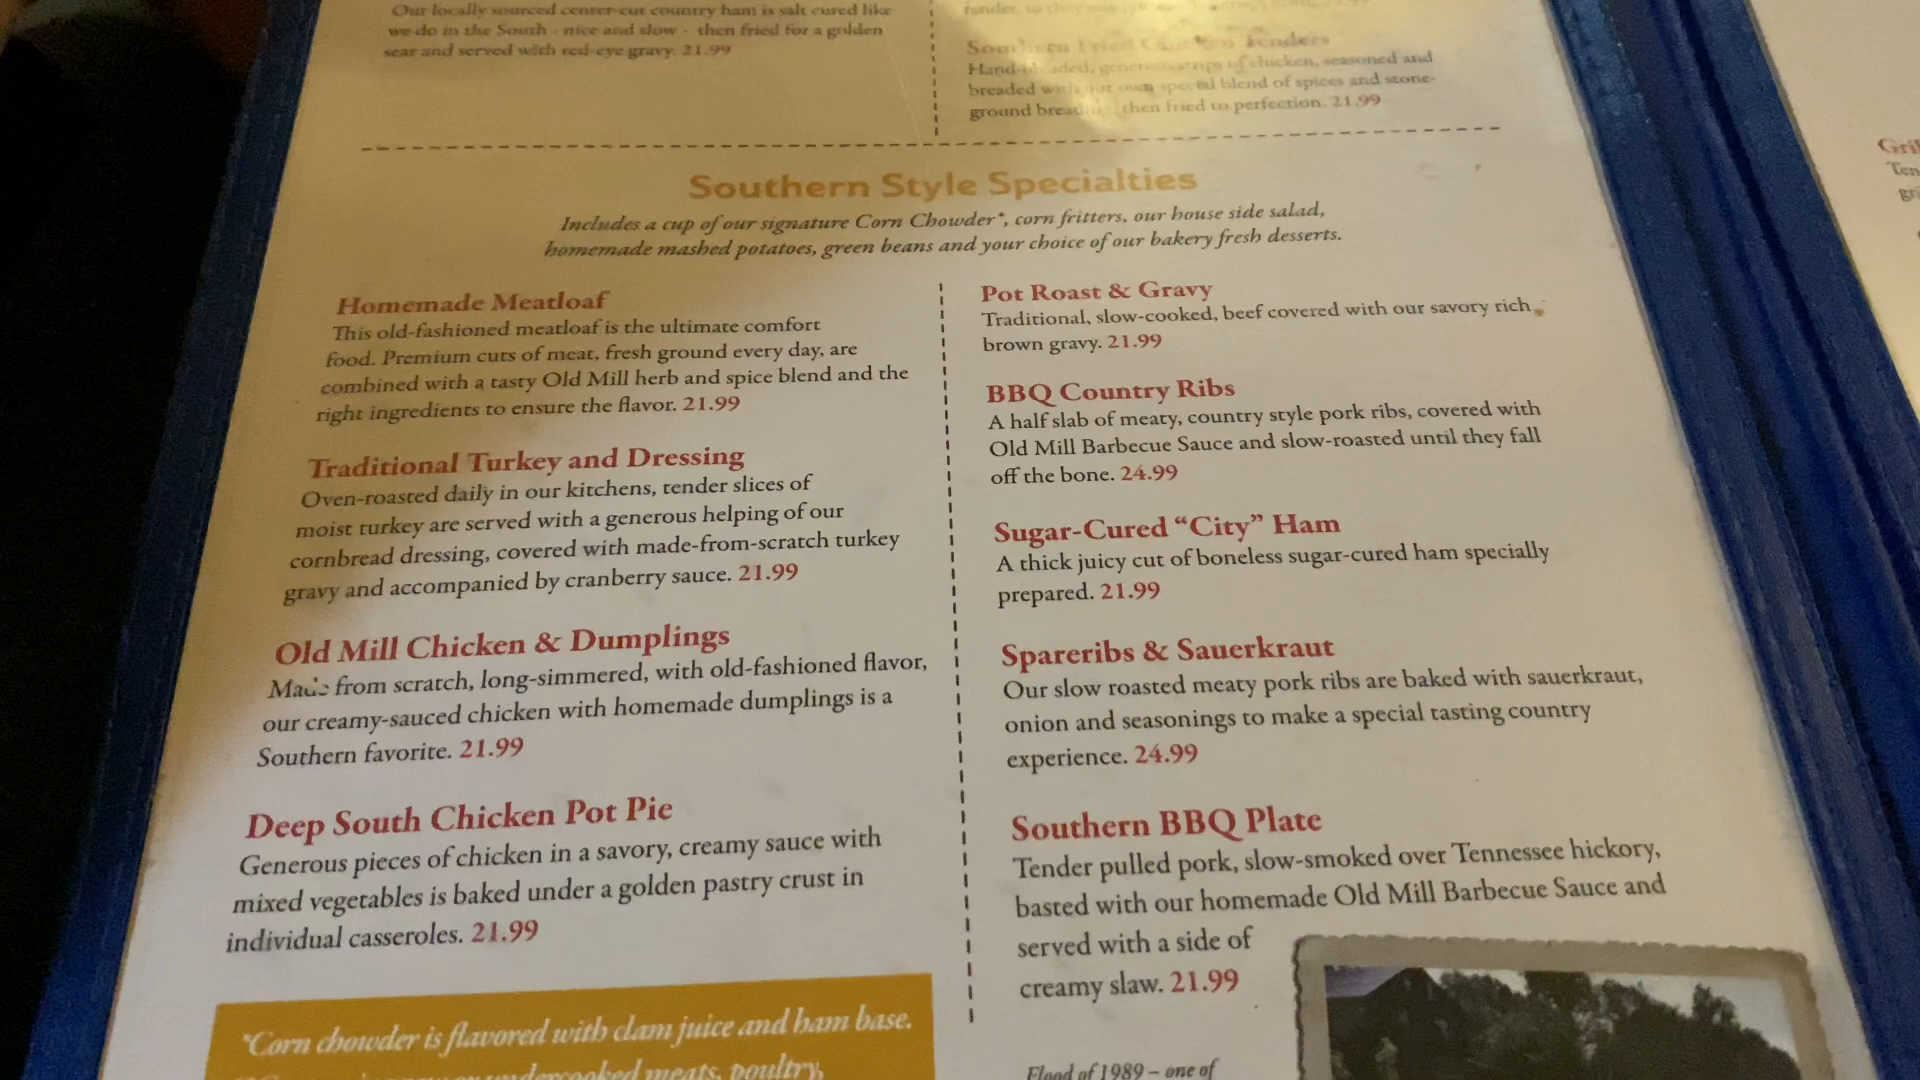 Our locally sourced center-cut country ham is salt cured like
we do in the South - nice and slow - then fried for a golden
sear and served with red-eye gravy. 21.99
Southern Fried Chicken Tenders
Hand-breaded, generous strips of chicken, seasoned and
breaded with our own special blend of spices and stone-
ground breading, then fried to perfection. 21.99
Southern Style Specialties
Includes a cup of our signature Corn Chowder*, corn fritters, our house side salad,
homemade mashed potatoes, green beans and your choice of our bakery fresh desserts.
Homemade Meatloaf
This old-fashioned meatloaf is the ultimate comfort
food. Premium cuts of meat, fresh ground every day, are
combined with a tasty Old Mill herb and spice blend and the
right ingredients to ensure the flavor. 21.99
Traditional Turkey and Dressing
Oven-roasted daily in our kitchens, tender slices of
moist turkey are served with a generous helping of our
cornbread dressing, covered with made-from-scratch turkey
gravy and accompanied by cranberry sauce. 21.99
Old Mill Chicken & Dumplings
Made from scratch, long-simmered, with old-fashioned flavor,
our creamy-sauced chicken with homemade dumplings is a
Southern favorite. 21.99
Deep South Chicken Pot Pie
Generous pieces of chicken in a savory, creamy sauce with
mixed vegetables is baked under a golden pastry crust in
individual casseroles. 21.99
*Corn chowder is flavored with clam juice and ham base.
undercooked meats, poultry,
Pot Roast & Gravy
Traditional, slow-cooked, beef covered with our savory rich
brown gravy. 21.99
BBQ Country Ribs
A half slab of meaty, country style pork ribs, covered with
Old Mill Barbecue Sauce and slow-roasted until they fall
off the bone. 24.99
Sugar-Cured “City” Ham
A thick juicy cut of boneless sugar-cured ham specially
prepared. 21.99
Spareribs & Sauerkraut
Our slow roasted meaty pork ribs are baked with sauerkraut,
onion and seasonings to make a special tasting country
experience. 24.99
Southern BBQ Plate
Tender pulled pork, slow-smoked over Tennessee hickory,
basted with our homemade Old Mill Barbecue Sauce and
served with a side of
creamy slaw. 21.99
Flood of 1989 – one of